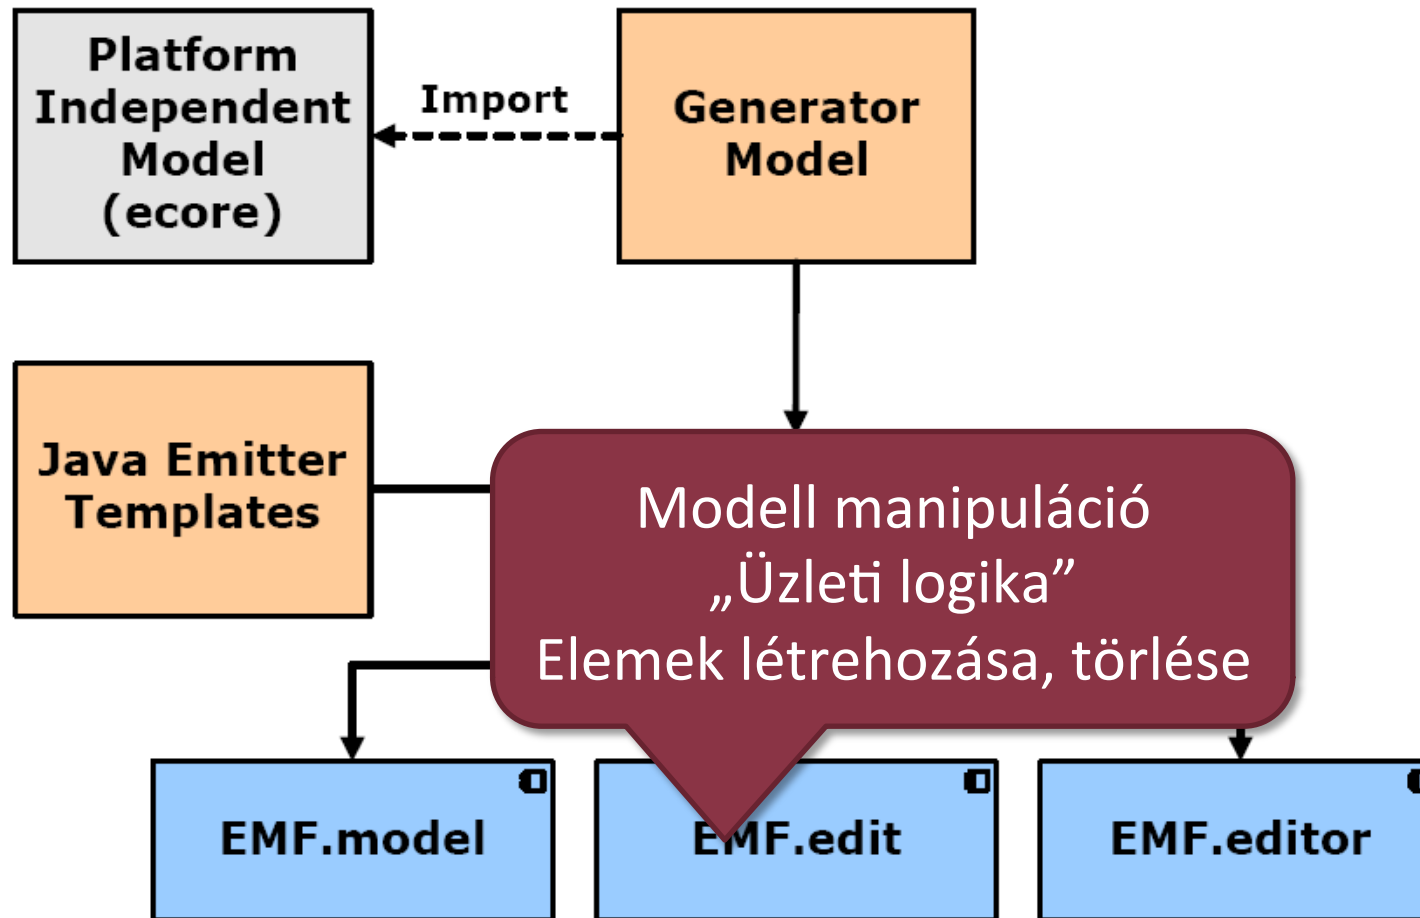 Platform
Independent
Model
(ecore)
Import
Generator
Model
Java Emitter
Templates
Modell manipuláció
„Üzleti logika”
Elemek létrehozása, törlése
EMF.model
EMF.edit
EMF.editor